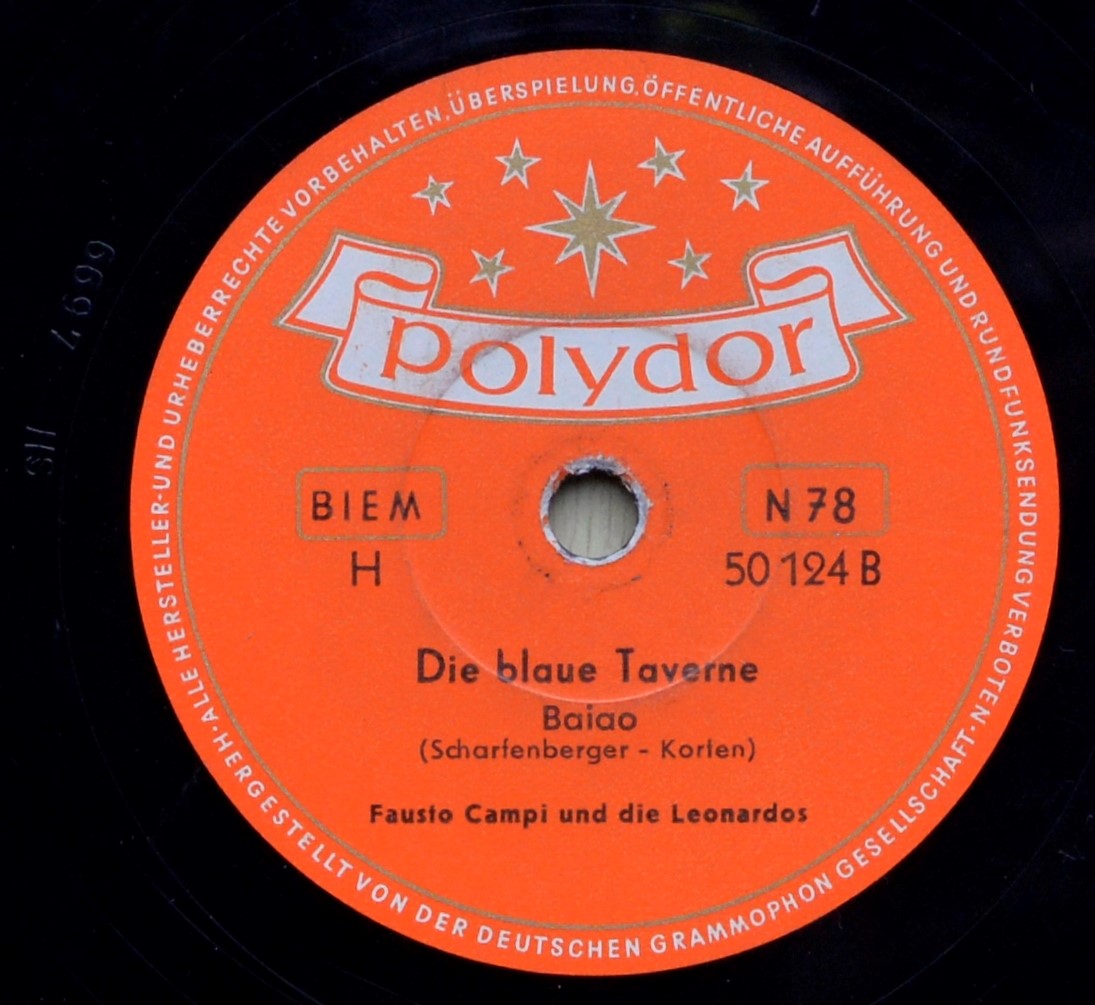 ALLE HERSTELLER- UND URHEBERRECHTE VORBEHALTEN, ÜBERSPIELUNG, ÖFFENTLICHE AUFFÜHRUNG UND RUNDFUNKSENDUNG VERBOTEN · HERGESTELLT VON DER DEUTSCHEN GRAMMOPHON GESELLSCHAFT ·
polydor
BIEM
N 78
H
50 124 B
Die blaue Taverne
Baiao
(Scharfenberger - Korten)
Fausto Campi und die Leonardos
4699